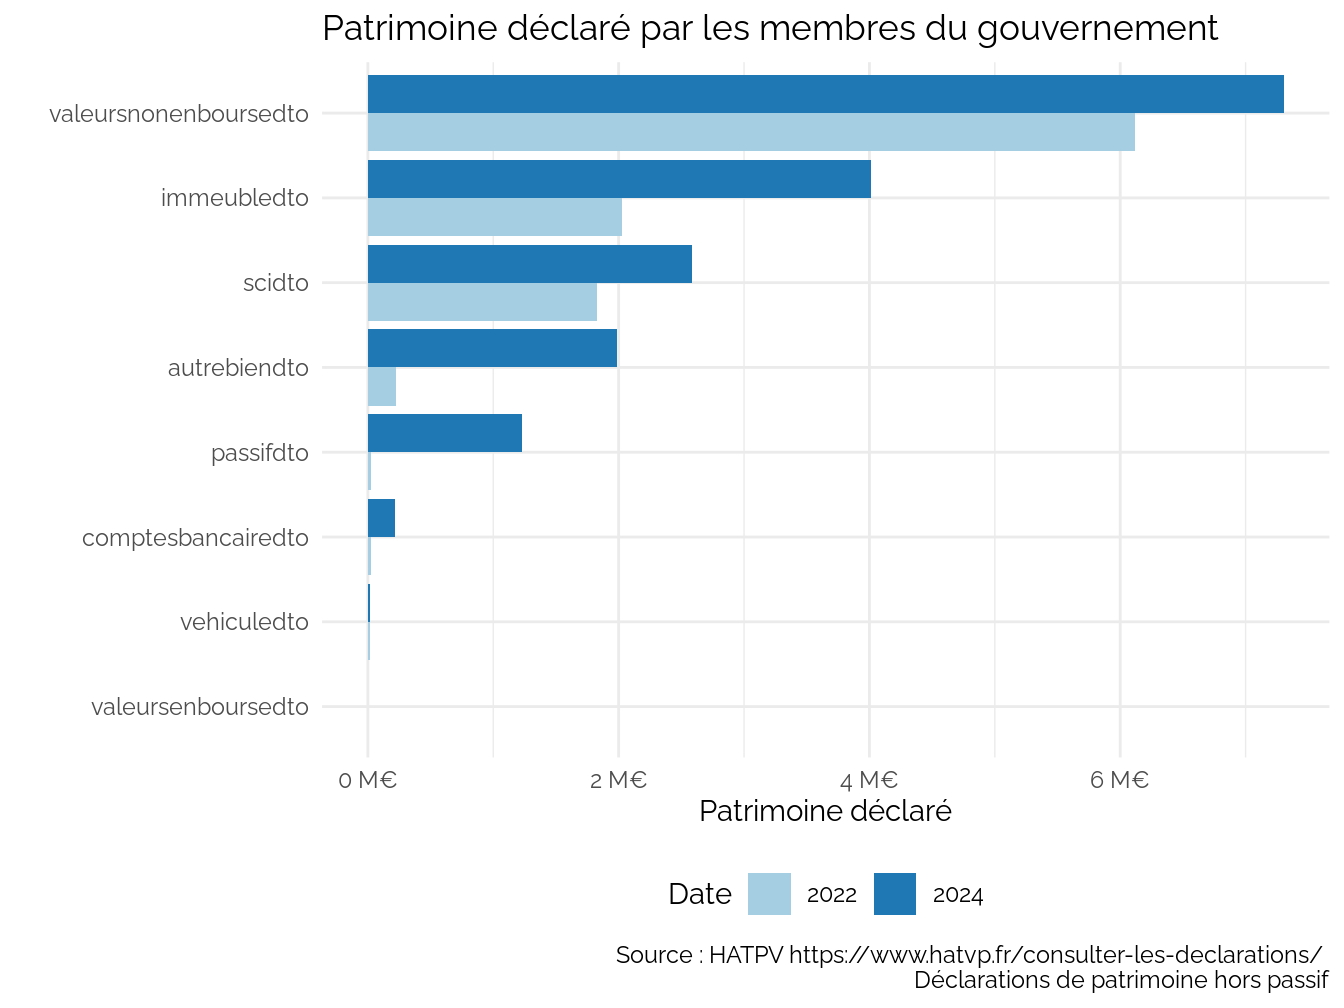 Patrimoine déclaré par les membres du gouvernement
valeursnonenboursedto
immeubledto
scidto
autrebiendto
passifdto
comptesbancairedto
vehiculedto
valeursenboursedto
0 M€ 2 M€ 4 M€ 6 M€
Patrimoine déclaré
Date 2022 2024
Source : HATPV https://www.hatvp.fr/consulter-les-declarations/
Déclarations de patrimoine hors passif